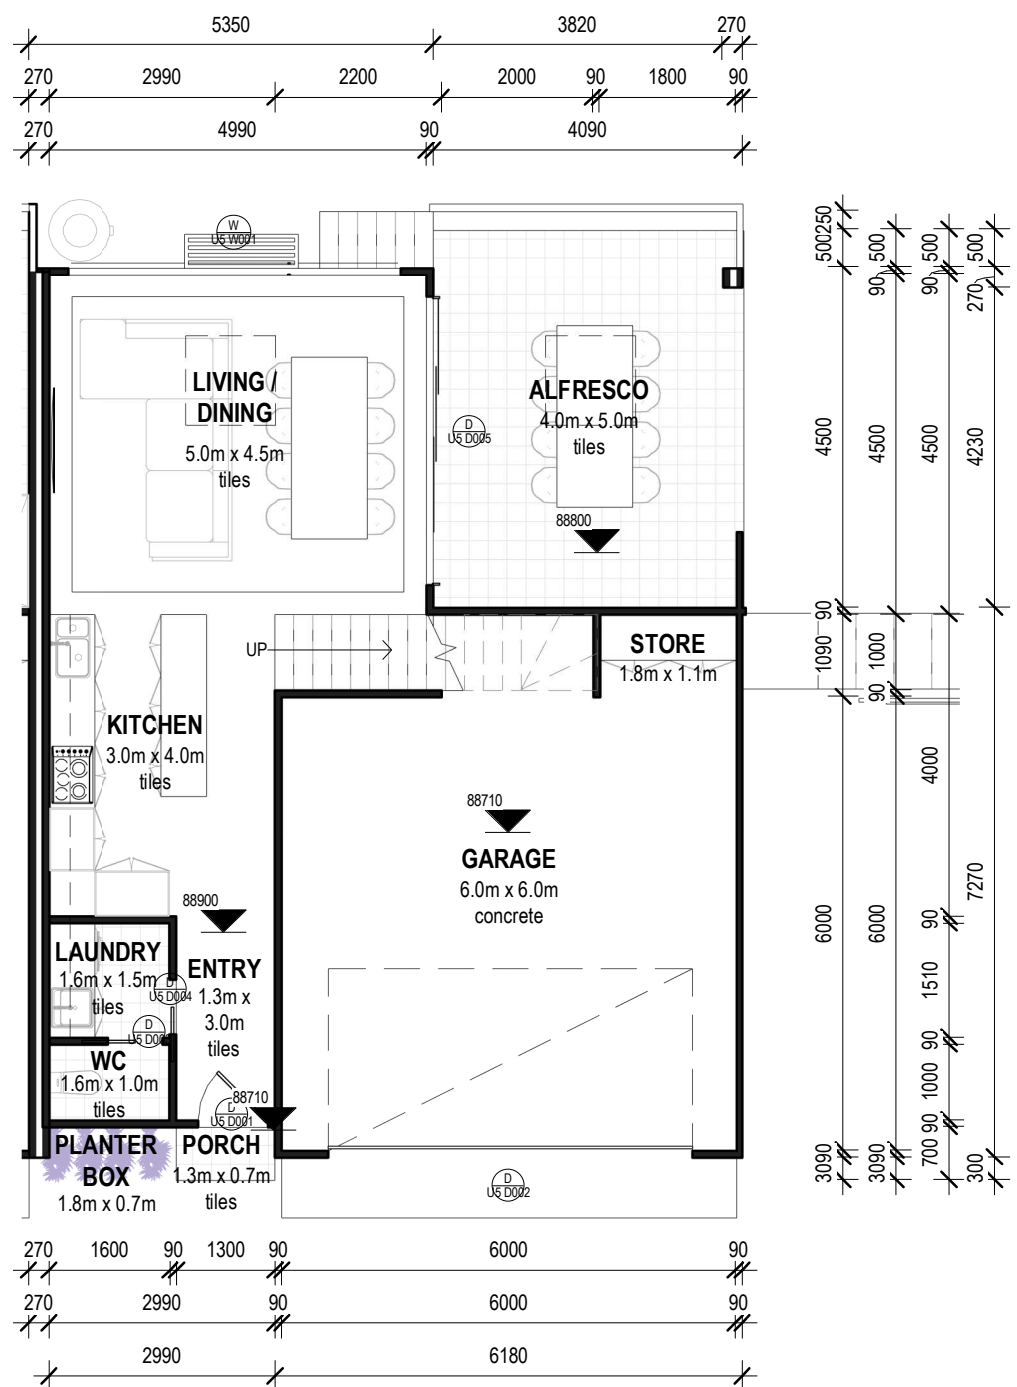 5350 3820 270
270 2990 2200 2000 90 1800 90
270 4990 90 4090
W
U5 W001
LIVING /
DINING
5.0m x 4.5m
tiles
ALFRESCO
4.0m x 5.0m
tiles
D
U5 D005
88800
UP
STORE
1.8m x 1.1m
KITCHEN
3.0m x 4.0m
tiles
88710
GARAGE
6.0m x 6.0m
concrete
88900
LAUNDRY
1.6m x 1.5m
tiles
D
U5 D004
ENTRY
1.3m x
3.0m
tiles
D
WC
1.6m x 1.0m
tiles
88710
D
U5 D001
PLANTER
BOX
1.8m x 0.7m
PORCH
1.3m x 0.7m
tiles
D
U5 D002
250
500
4500
90
1090
6000
90
300
500
90
4500
1000
90
6000
90
300
500
90
4500
4000
90
1510
90
1000
90
700
500
270
4230
7270
300
270 1600 90 1300 90 6000 90
270 2990 90 6000 90
2990 6180